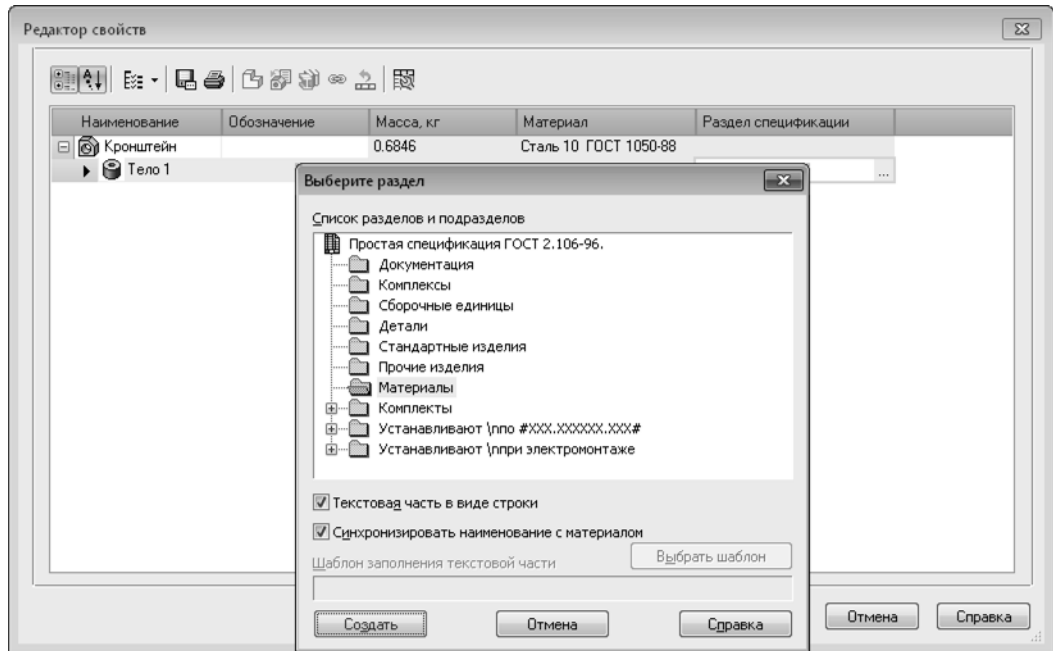 Редактор свойств
Наименование Обозначение Масса, кг Материал Раздел спецификации
Кронштейн 0.6846 Сталь 10 ГОСТ 1050-88
Тело 1 ...
Выберите раздел
Список разделов и подразделов
Простая спецификация ГОСТ 2.106-96.
Документация
Комплексы
Сборочные единицы
Детали
Стандартные изделия
Прочие изделия
Материалы
Комплекты
Устанавливают \nпо #XXX.XXXXXX.XXX#
Устанавливают \nпри электромонтаже
Текстовая часть в виде строки
Синхронизировать наименование с материалом
Шаблон заполнения текстовой части Выбрать шаблон
Создать Отмена Справка
Отмена Справка